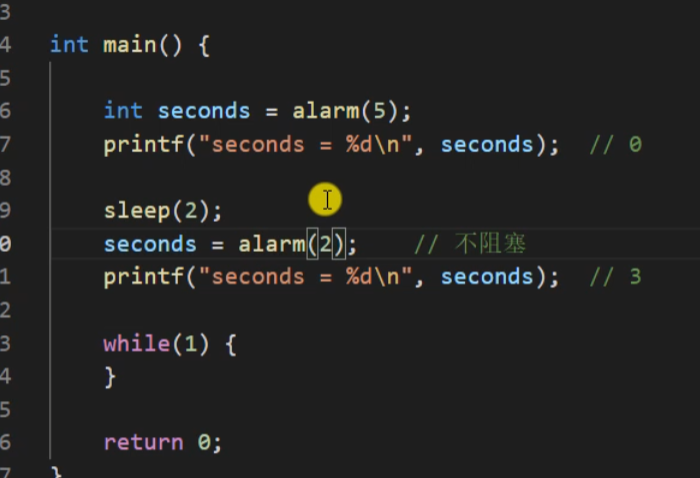 3
4 int main() {
5
6 int seconds = alarm(5);
7 printf("seconds = %d\n", seconds); // 0
8
9 sleep(2);
0 seconds = alarm(2); // 不阻塞
1 printf("seconds = %d\n", seconds); // 3
2
3 while(1) {
4 }
5
6 return 0;
7 }